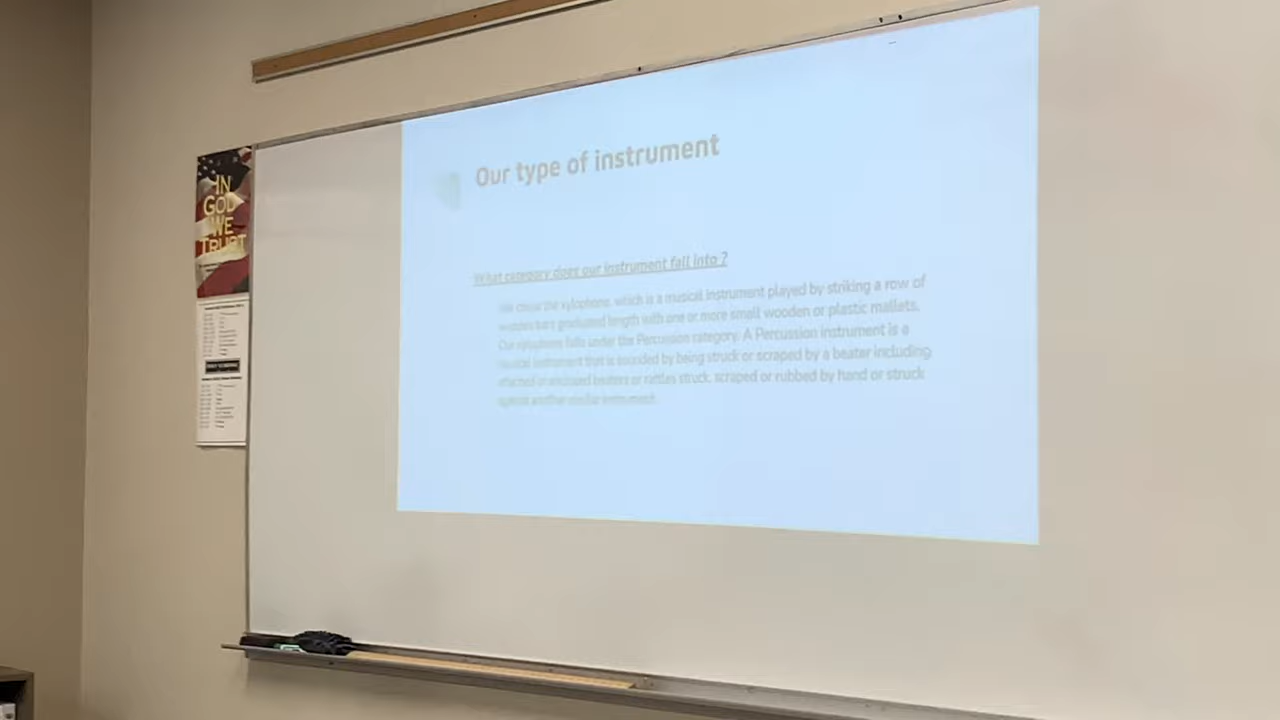 Our type of instrument
What category does our instrument fall into ?
We chose the xylophone, which is a musical instrument played by striking a row of
wooden bars graduated length with one or more small wooden or plastic mallets.
Our xylophone falls under the Percussion category. A Percussion instrument is a
musical instrument that is sounded by being struck or scraped by a beater including
attached or enclosed beaters or rattles struck, scraped or rubbed by hand or struck
against another similar instrument.
IN
GOD
WE
TRUST